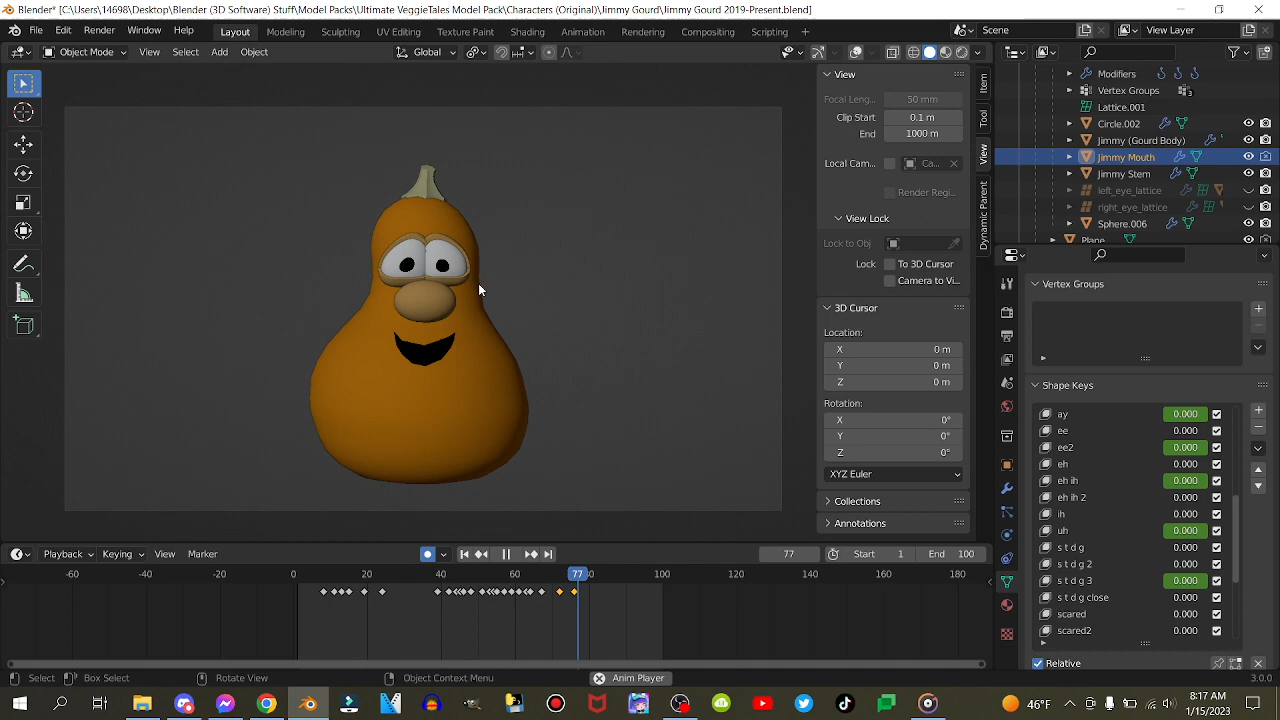 Blender* [C:\Users\14698\Desktop\Blender (3D Software) Stuff\Model Packs\Ultimate VeggieTales Model Pack\Characters (Original)\Jimmy Gourd\Jimmy Gourd 2019-Present.blend]
File Edit Render Window Help Layout Modeling Sculpting UV Editing Texture Paint Shading Animation Rendering Compositing Scripting + Scene View Layer
Object Mode View Select Add Object Global
View
Focal Leng... 50 mm
Clip Start 0.1 m
End 1000 m
Local Cam... Ca...
Render Regi...
View Lock
Lock to Obj
Lock To 3D Cursor
Camera to Vi...
3D Cursor
Location:
X 0 m
Y 0 m
Z 0 m
Rotation:
X 0°
Y 0°
Z 0°
XYZ Euler
Collections
Annotations
Item
Tool
View
Dynamic Parent
Modifiers
Vertex Groups 3
Lattice.001
Circle.002
Jimmy (Gourd Body)
Jimmy Mouth
Jimmy Stem
left_eye_lattice
right_eye_lattice
Sphere.006
Plane
Vertex Groups
Shape Keys
ay 0.000
ee 0.000
ee2 0.000
eh 0.000
eh ih 0.000
eh ih 2 0.000
ih 0.000
uh 0.000
s t d g 0.000
s t d g 2 0.000
s t d g 3 0.000
s t d g close 0.000
scared 0.000
scared2 0.000
Relative
Playback Keying View Marker 77 Start 1 End 100
-60 -40 -20 0 20 40 60 77 80 100 120 140 160 180
Select Box Select Rotate View Object Context Menu Anim Player 3.0.0
46°F 3:37 AM
1/15/2023